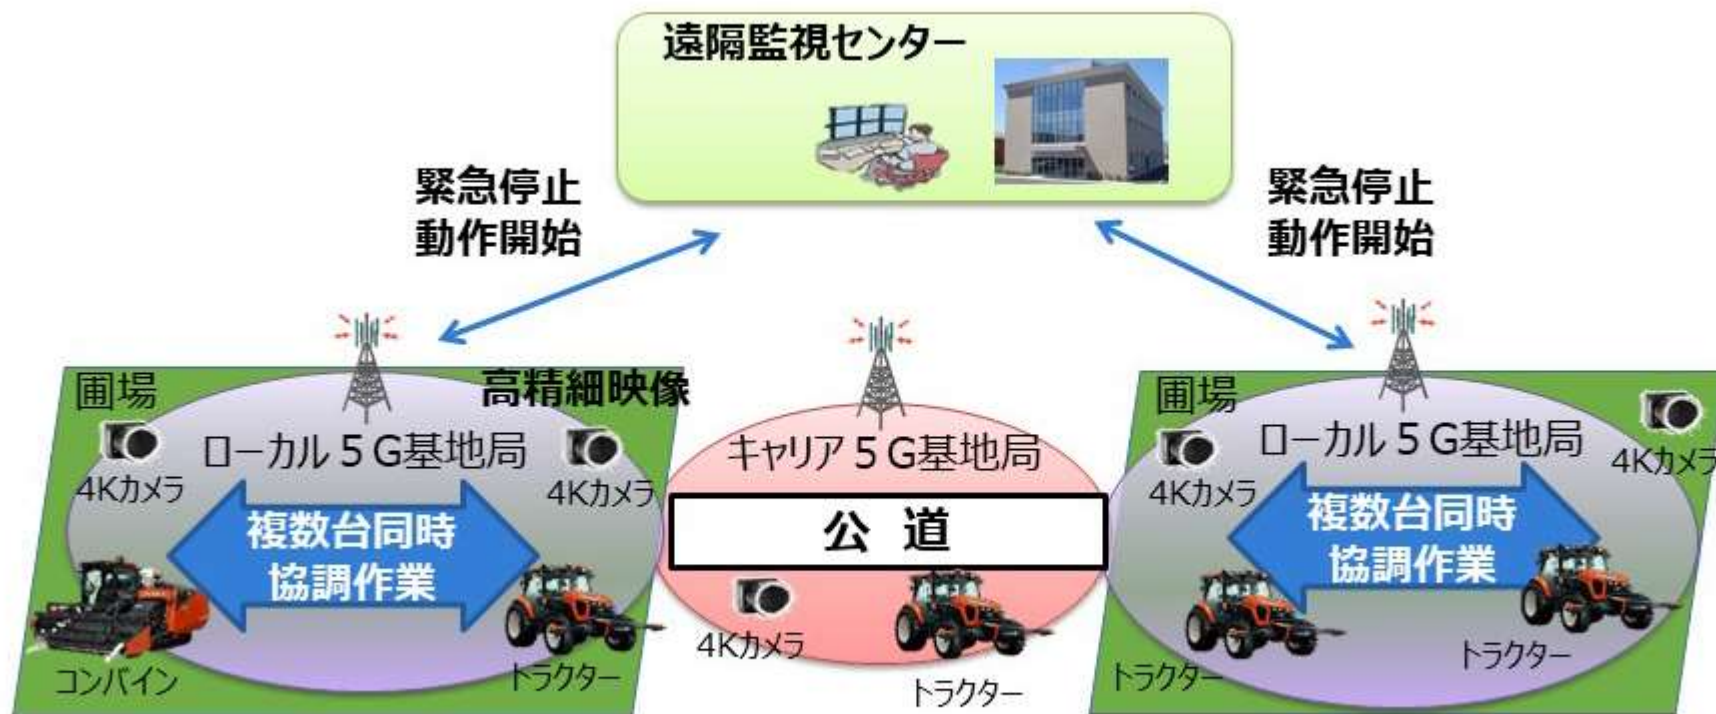 遠隔監視センター
緊急停止
動作開始
緊急停止
動作開始
圃場
高精細映像
ローカル５G基地局
4Kカメラ
4Kカメラ
複数台同時
協調作業
コンバイン
トラクター
キャリア５G基地局
公 道
4Kカメラ
トラクター
圃場
ローカル５G基地局
4Kカメラ
4Kカメラ
複数台同時
協調作業
トラクター
トラクター